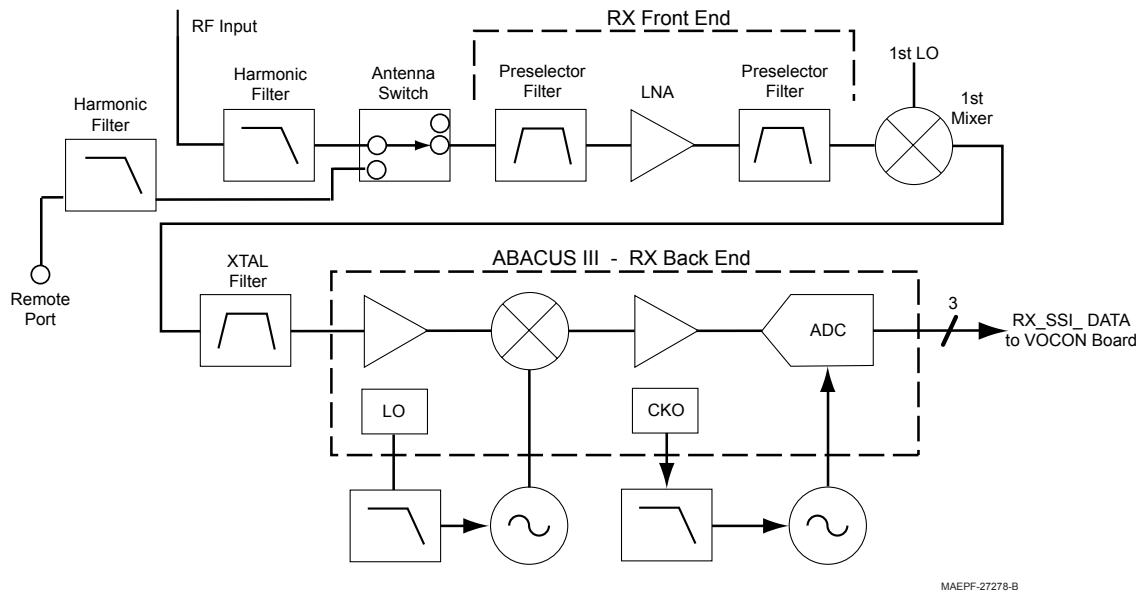 RX Front End
RF Input
1st LO
Harmonic
Filter
Antenna
Switch
Preselector
Filter
LNA
Preselector
Filter
1st
Mixer
Harmonic
Filter
XTAL
Filter
ABACUS III - RX Back End
Remote
Port
ADC
3
RX_SSI_ DATA
to VOCON Board
LO
CKO
MAEPF-27278-B